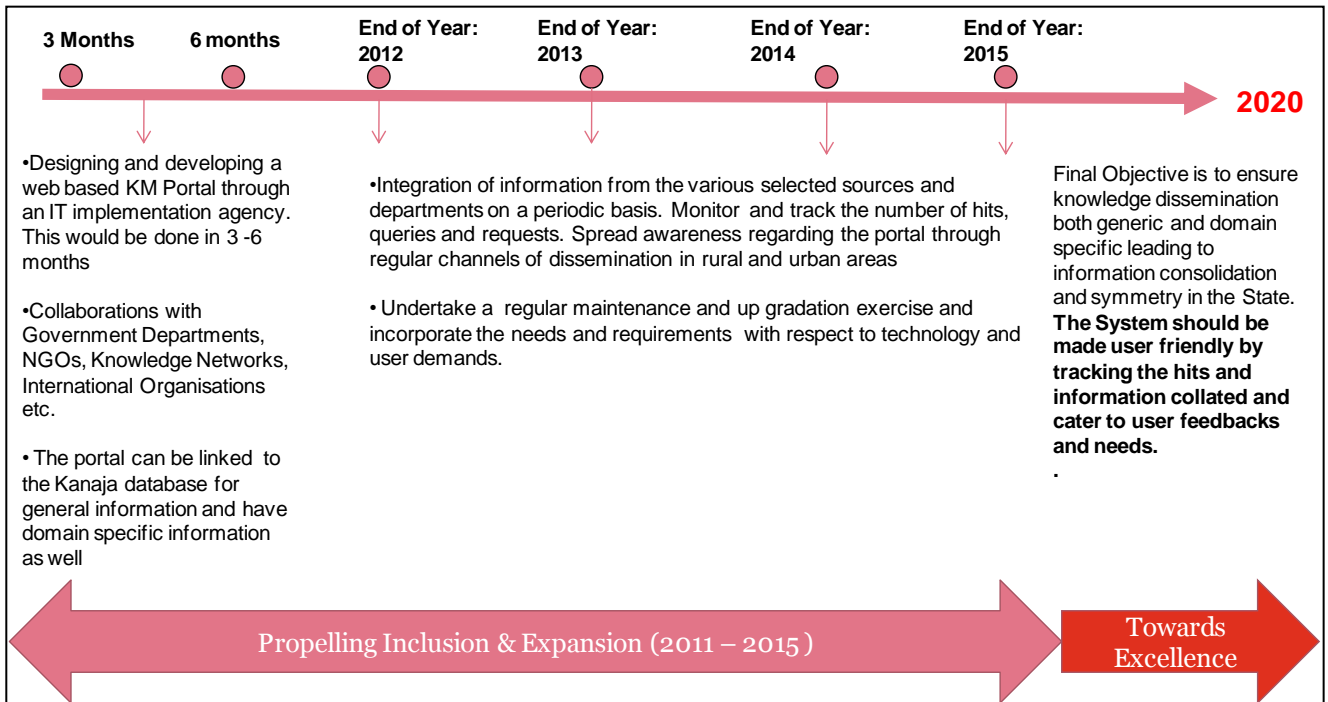 3 Months
6 months
End of Year:
2012
End of Year:
2013
End of Year:
2014
End of Year:
2015
2020
•Designing and developing a
web based KM Portal through
an IT implementation agency.
This would be done in 3 -6
months
•Collaborations with
Government Departments,
NGOs, Knowledge Networks,
International Organisations
etc.
• The portal can be linked to
the Kanaja database for
general information and have
domain specific information
as well
•Integration of information from the various selected sources and
departments on a periodic basis. Monitor and track the number of hits,
queries and requests. Spread awareness regarding the portal through
regular channels of dissemination in rural and urban areas
• Undertake a regular maintenance and up gradation exercise and
incorporate the needs and requirements with respect to technology and
user demands.
Final Objective is to ensure
knowledge dissemination
both generic and domain
specific leading to
information consolidation
and symmetry in the State.
The System should be
made user friendly by
tracking the hits and
information collated and
cater to user feedbacks
and needs.
.
Propelling Inclusion & Expansion (2011 – 2015 )
Towards
Excellence